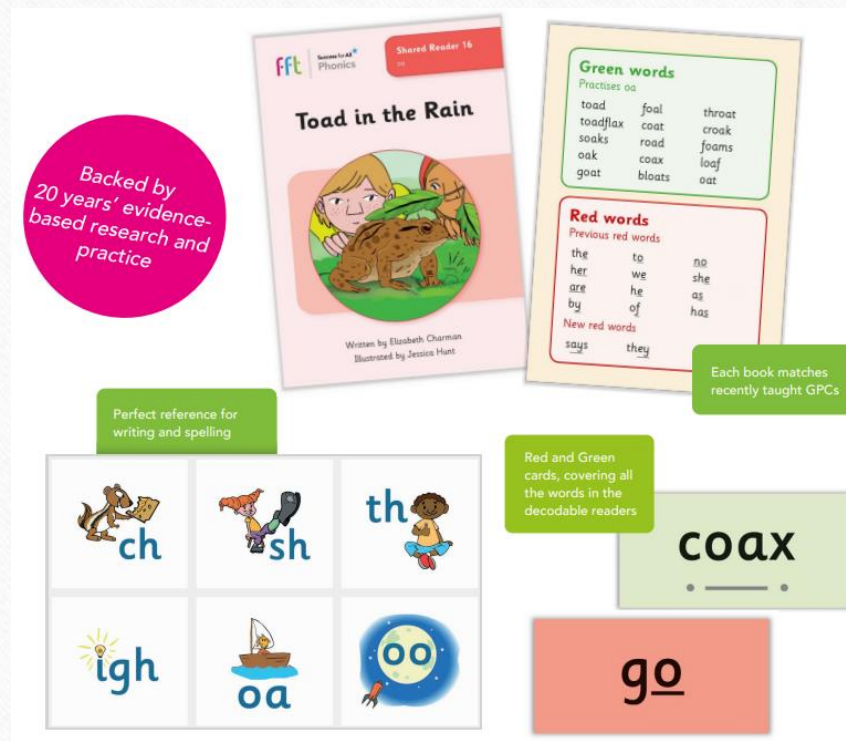 fft
Success for All
Phonics
Shared Reader 16
oa
Toad in the Rain
Written by Elizabeth Charman
Illustrated by Jessica Hunt
Backed by
20 years’ evidence-
based research and
practice
Green words
Practises oa
toad foal throat
toadflax coat croak
soaks road foams
oak coax loaf
goat bloats oat
Red words
Previous red words
the to no
her we she
are he as
by of has
New red words
says they
Each book matches
recently taught GPCs
Perfect reference for
writing and spelling
ch sh th
igh oa oo
Red and Green
cards, covering all
the words in the
decodable readers
coax
go